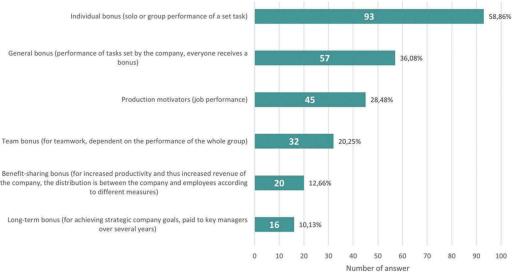 Individual bonus (solo or group performance of a set task)
93
58,86%
General bonus (performance of tasks set by the company, everyone receives a
bonus)
57
36,08%
Production motivators (job performance)
45
28,48%
Team bonus (for teamwork, dependent on the performance of the whole group)
32
20,25%
Benefit-sharing bonus (for increased productivity and thus increased revenue of
the company, the distribution is between the company and employees according
to different measures)
20
12,66%
Long-term bonus (for achieving strategic company goals, paid to key managers
over several years)
16
10,13%
0 10 20 30 40 50 60 70 80 90 100
Number of answer